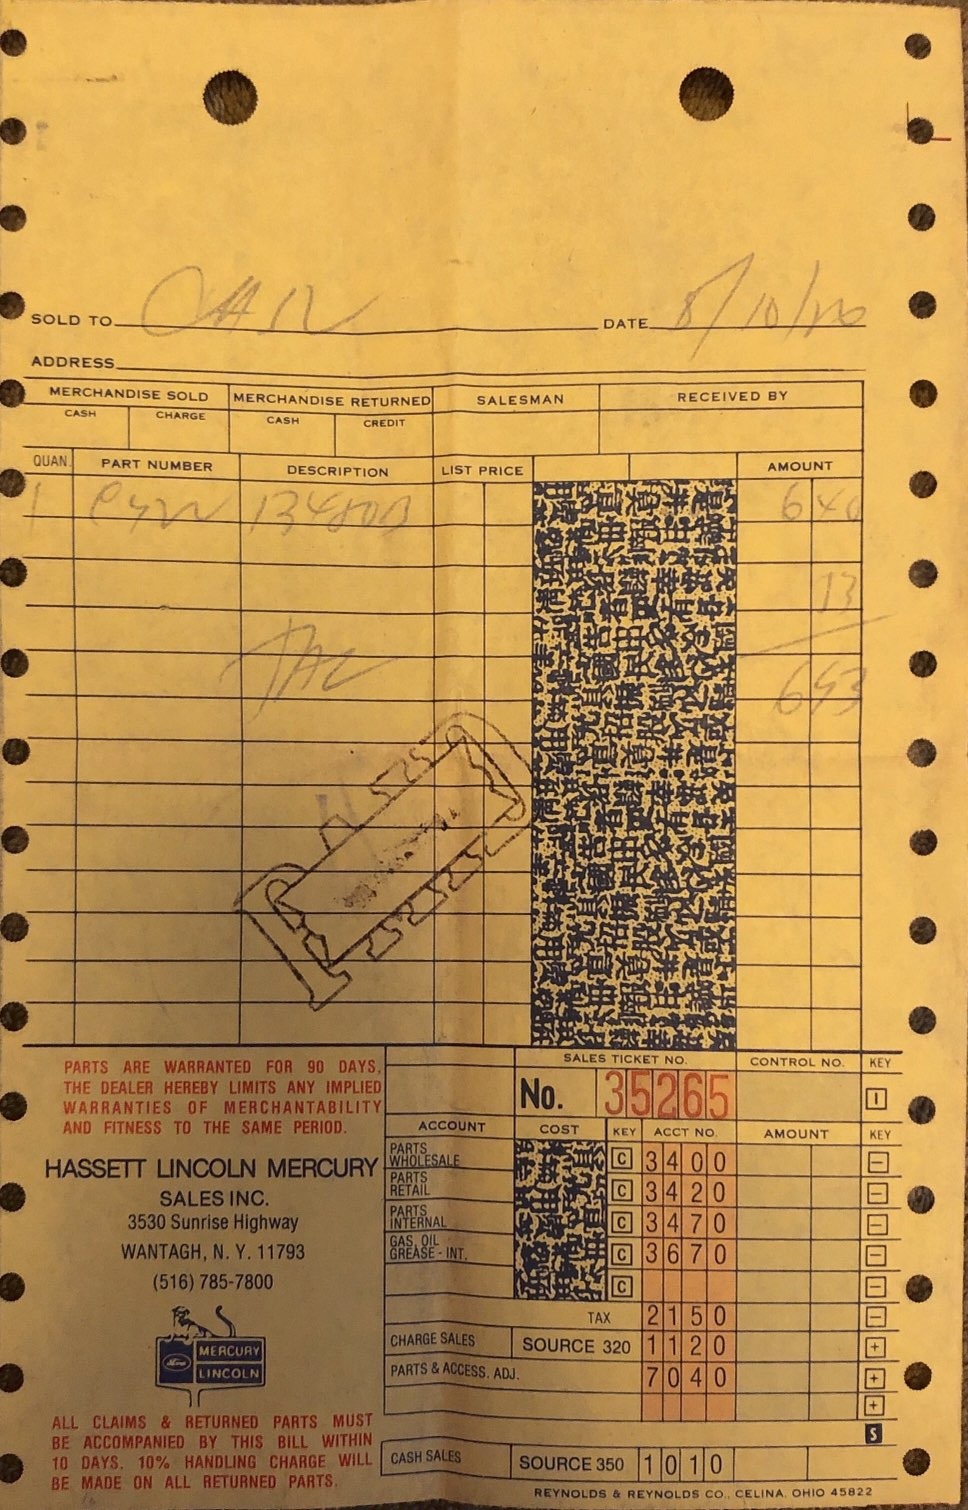 SOLD TO
DATE 8/10/
ADDRESS
MERCHANDISE SOLD MERCHANDISE RETURNED SALESMAN RECEIVED BY
CASH CHARGE CASH CREDIT
QUAN. PART NUMBER DESCRIPTION LIST PRICE AMOUNT
1 13480B 6 40
13
TAX
6 53
PARTS ARE WARRANTED FOR 90 DAYS,
THE DEALER HEREBY LIMITS ANY IMPLIED
WARRANTIES OF MERCHANTABILITY
AND FITNESS TO THE SAME PERIOD.
HASSETT LINCOLN MERCURY
SALES INC.
3530 Sunrise Highway
WANTAGH, N. Y. 11793
(516) 785-7800
Ford MERCURY
LINCOLN
ALL CLAIMS & RETURNED PARTS MUST
BE ACCOMPANIED BY THIS BILL WITHIN
10 DAYS. 10% HANDLING CHARGE WILL
BE MADE ON ALL RETURNED PARTS.
SALES TICKET NO. CONTROL NO. KEY
No. 35265 1
ACCOUNT COST KEY ACCT NO. AMOUNT KEY
PARTS WHOLESALE C 3400 −
PARTS RETAIL C 3420 −
PARTS INTERNAL C 3470 −
GAS, OIL GREASE - INT. C 3670 −
C −
TAX 2150 −
CHARGE SALES SOURCE 320 1120 +
PARTS & ACCESS. ADJ. 7040 +
+
S
CASH SALES SOURCE 350 1010
REYNOLDS & REYNOLDS CO., CELINA, OHIO 45822